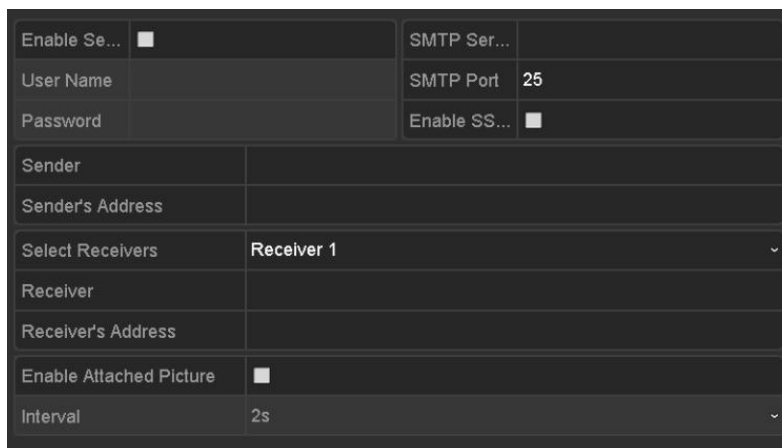 Enable Se...
SMTP Ser...
User Name
SMTP Port 25
Password
Enable SS...
Sender
Sender's Address
Select Receivers Receiver 1
Receiver
Receiver's Address
Enable Attached Picture
Interval 2s